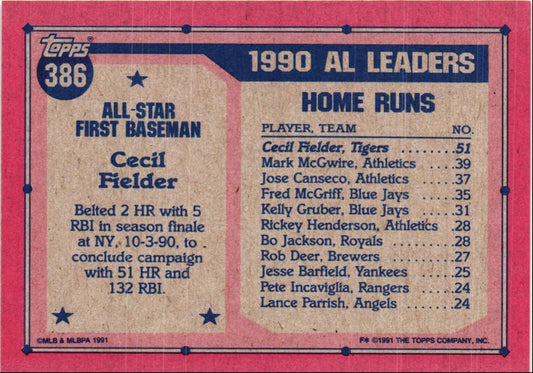 Topps
386
ALL-STAR
FIRST BASEMAN
Cecil
Fielder
Belted 2 HR with 5
RBI in season finale
at NY, 10-3-90, to
conclude campaign
with 51 HR and
132 RBI.
1990 AL LEADERS
HOME RUNS
PLAYER, TEAM NO.
Cecil Fielder, Tigers ........51
Mark McGwire, Athletics ....39
Jose Canseco, Athletics .....37
Fred McGriff, Blue Jays .....35
Kelly Gruber, Blue Jays .....31
Rickey Henderson, Athletics .28
Bo Jackson, Royals .........28
Rob Deer, Brewers .........27
Jesse Barfield, Yankees .....25
Pete Incaviglia, Rangers ....24
Lance Parrish, Angels ......24
©MLB & MLBPA 1991
F* ©1991 THE TOPPS COMPANY, INC.